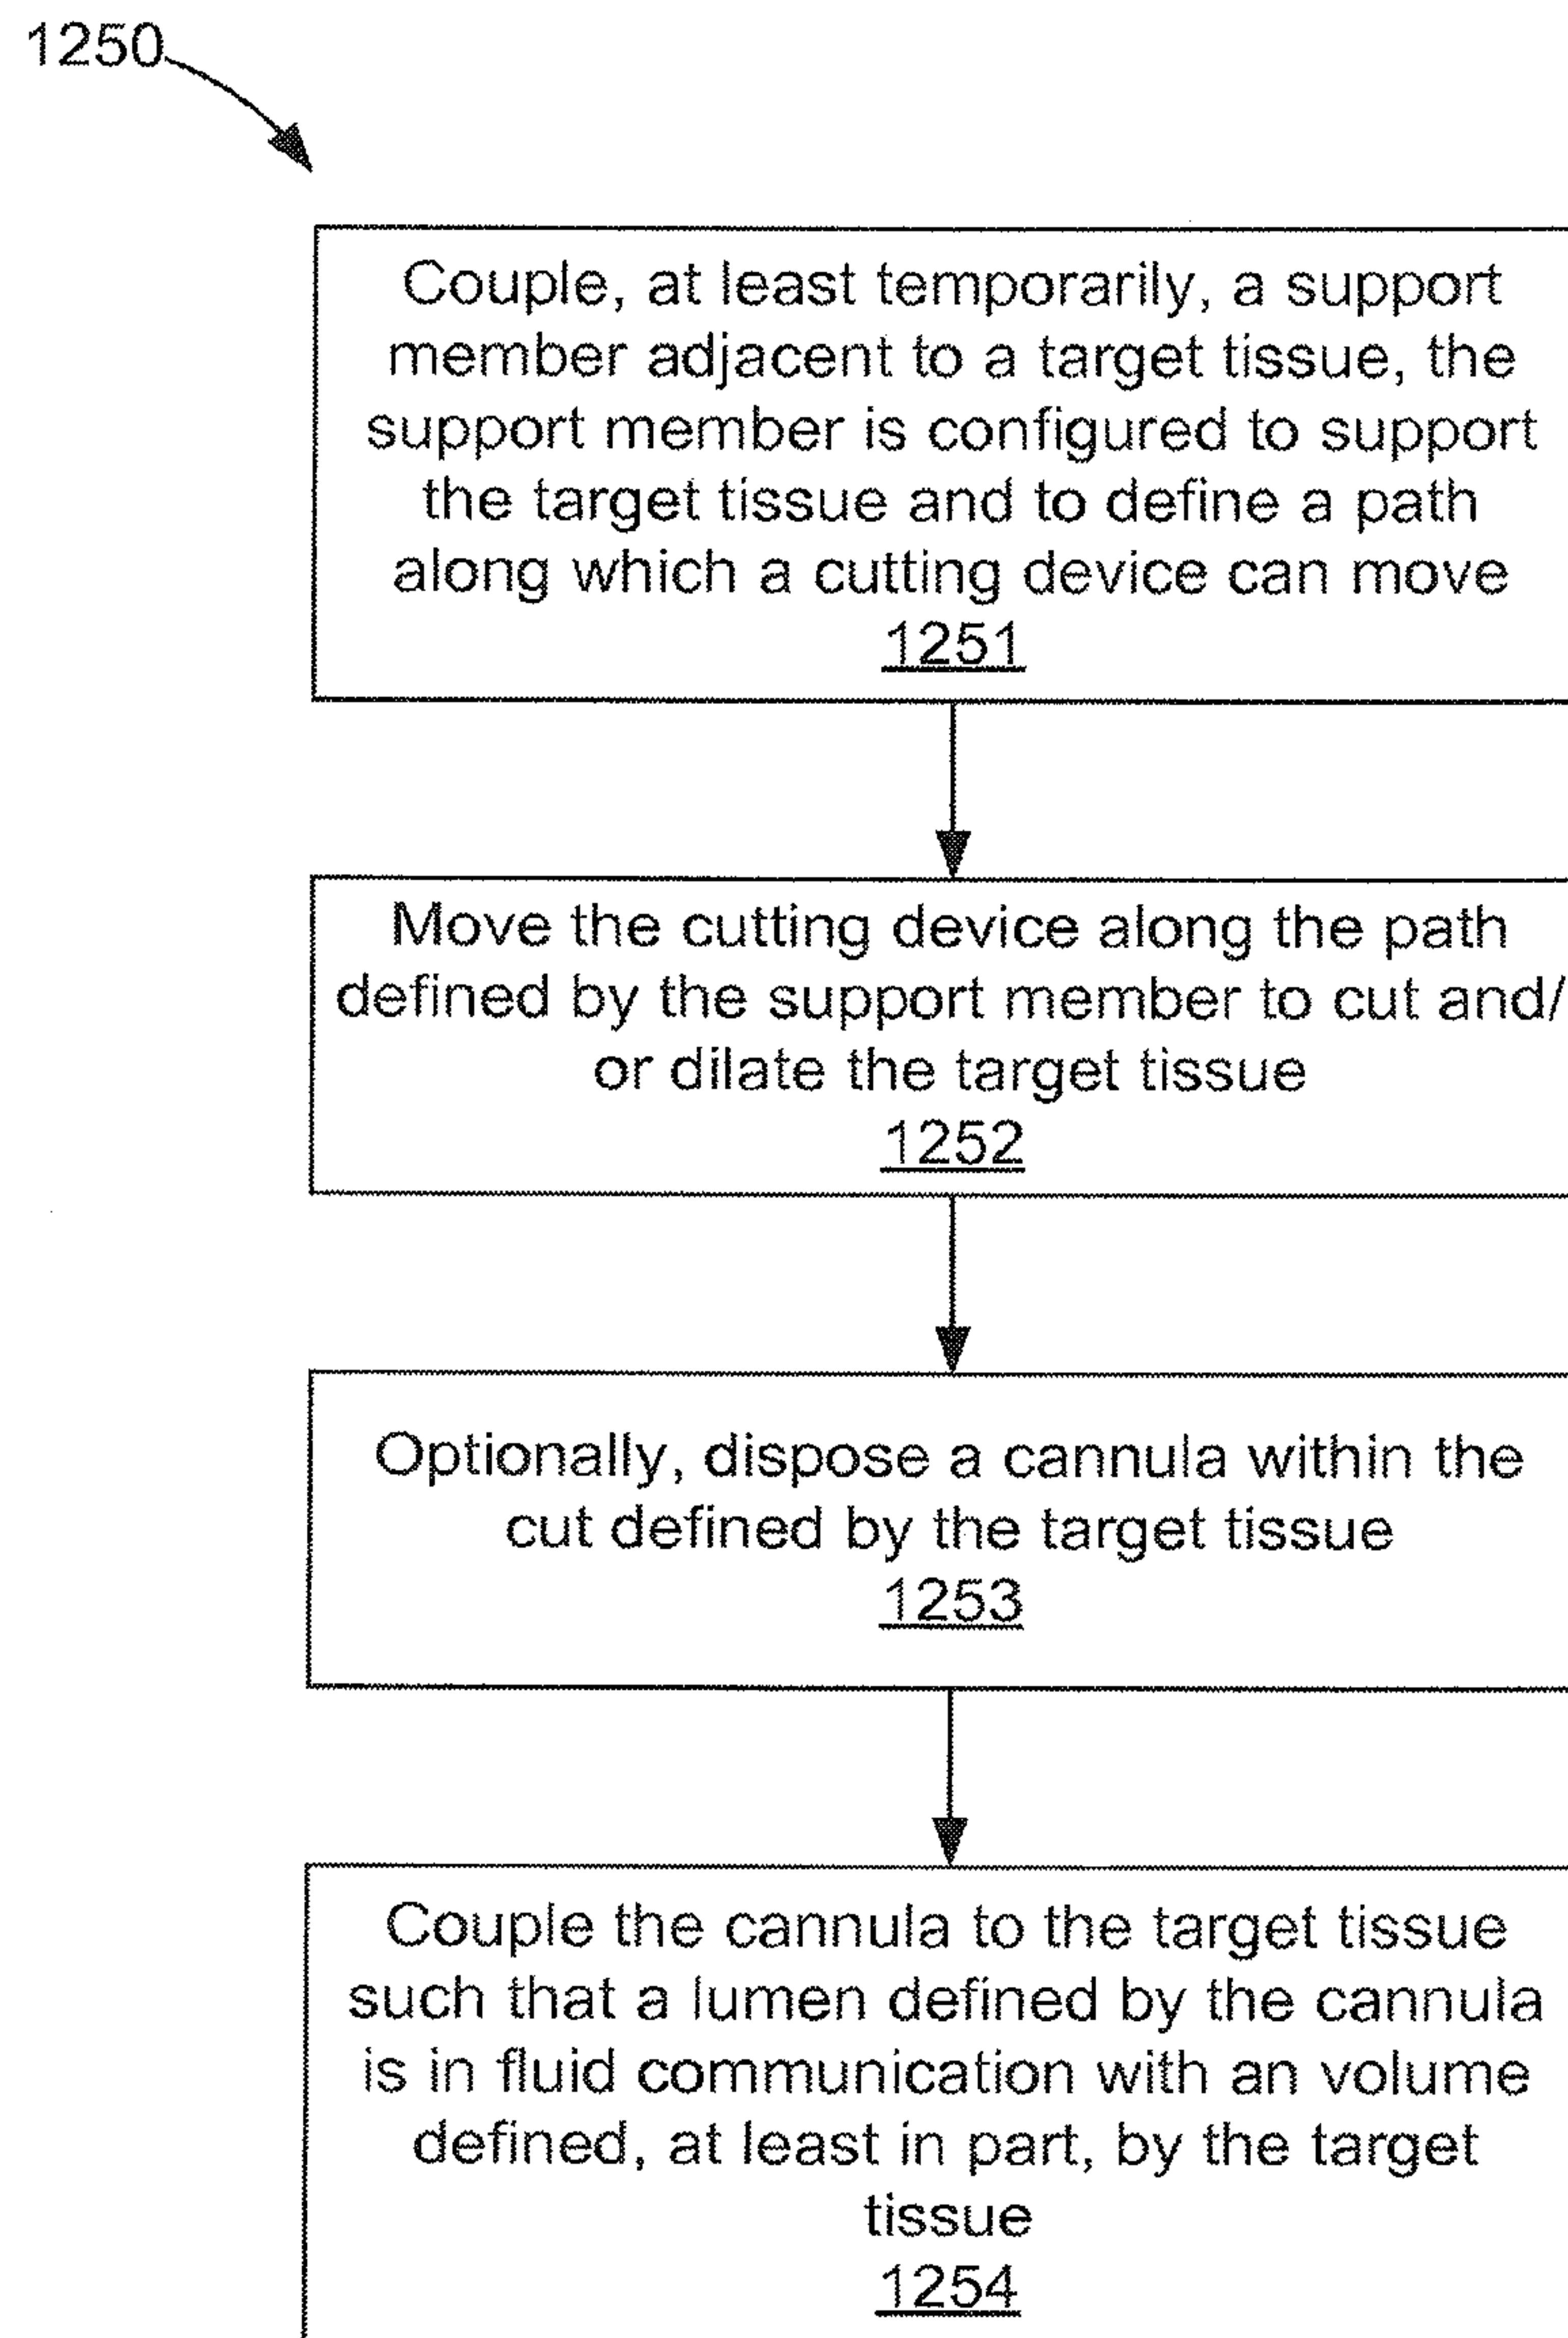 1250
Couple, at least temporarily, a support
member adjacent to a target tissue, the
support member is configured to support
the target tissue and to define a path
along which a cutting device can move
1251
Move the cutting device along the path
defined by the support member to cut and/
or dilate the target tissue
1252
Optionally, dispose a cannula within the
cut defined by the target tissue
1253
Couple the cannula to the target tissue
such that a lumen defined by the cannula
is in fluid communication with an volume
defined, at least in part, by the target
tissue
1254